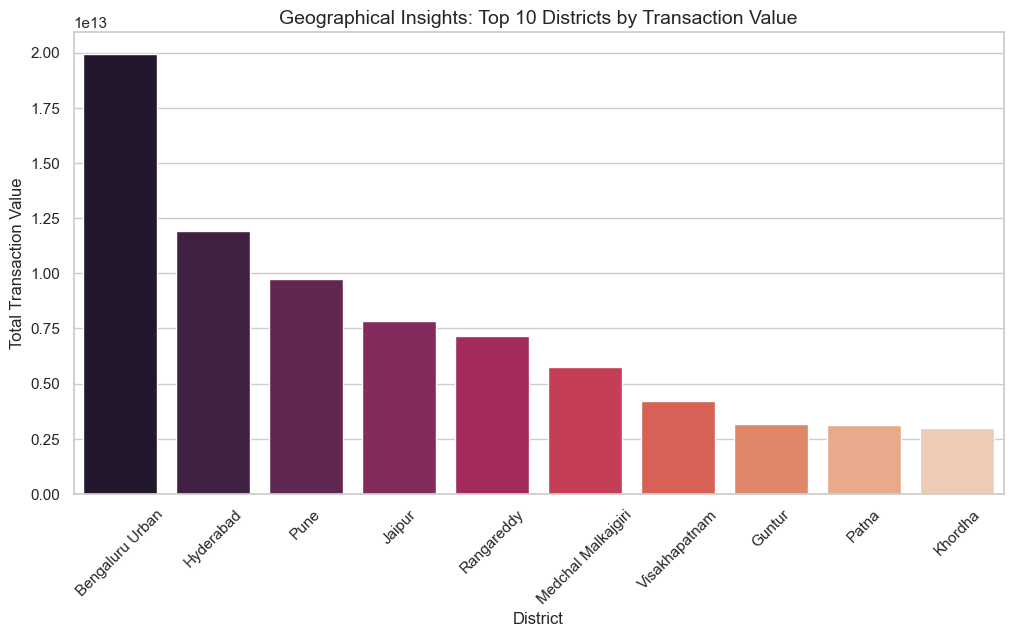 Geographical Insights: Top 10 Districts by Transaction Value
1e13
2.00
1.75
1.50
1.25
1.00
0.75
0.50
0.25
0.00
Total Transaction Value
Bengaluru Urban
Hyderabad
Pune
Jaipur
Rangareddy
Medchal Malkajgiri
Visakhapatnam
Guntur
Patna
Khordha
District